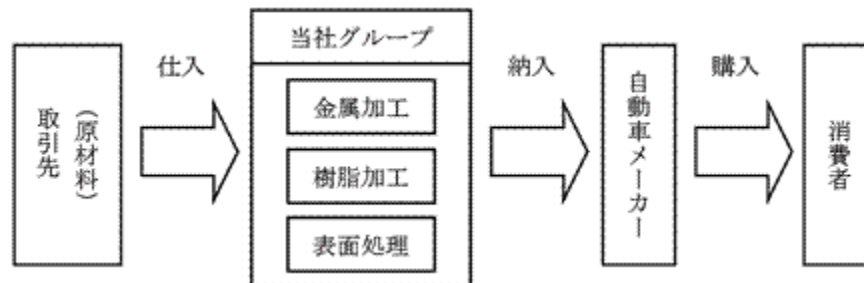 取引先
（原材料）
仕入
当社グループ
金属加工
樹脂加工
表面処理
納入
自動車メーカー
購入
消費者